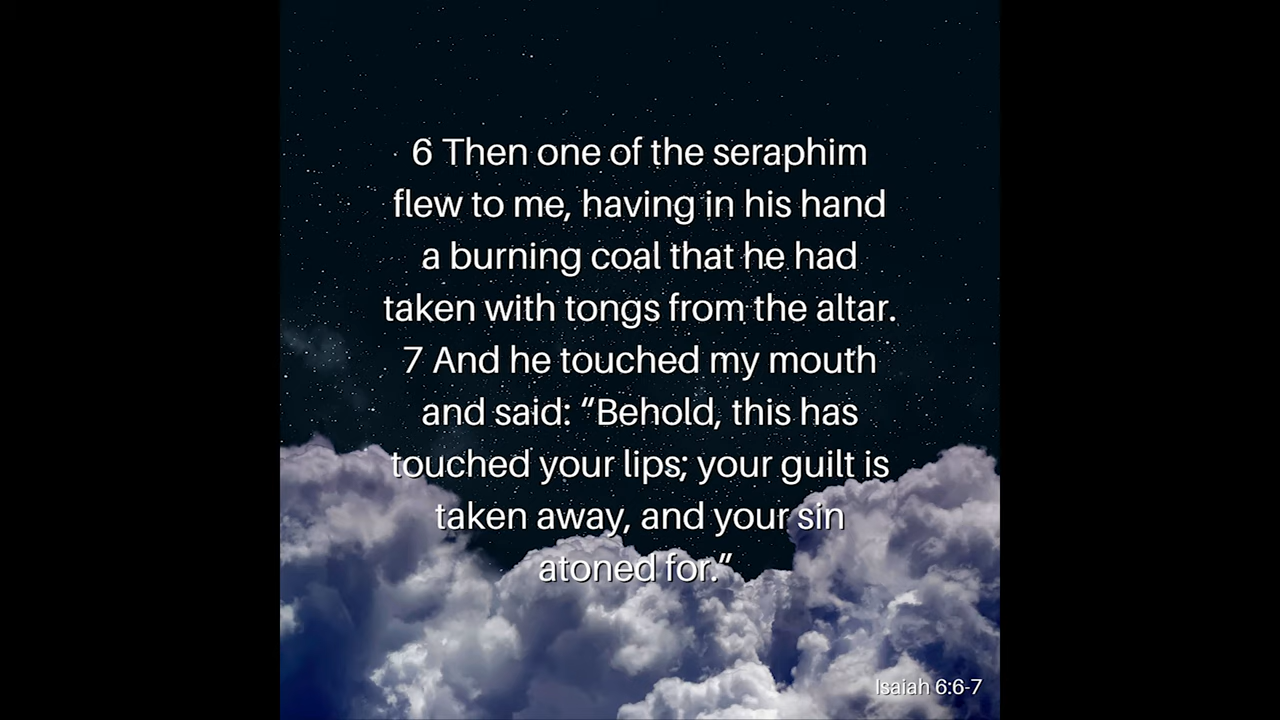 6 Then one of the seraphim
flew to me, having in his hand
a burning coal that he had
taken with tongs from the altar.
7 And he touched my mouth
and said: “Behold, this has
touched your lips; your guilt is
taken away, and your sin
atoned for.”
Isaiah 6:6-7